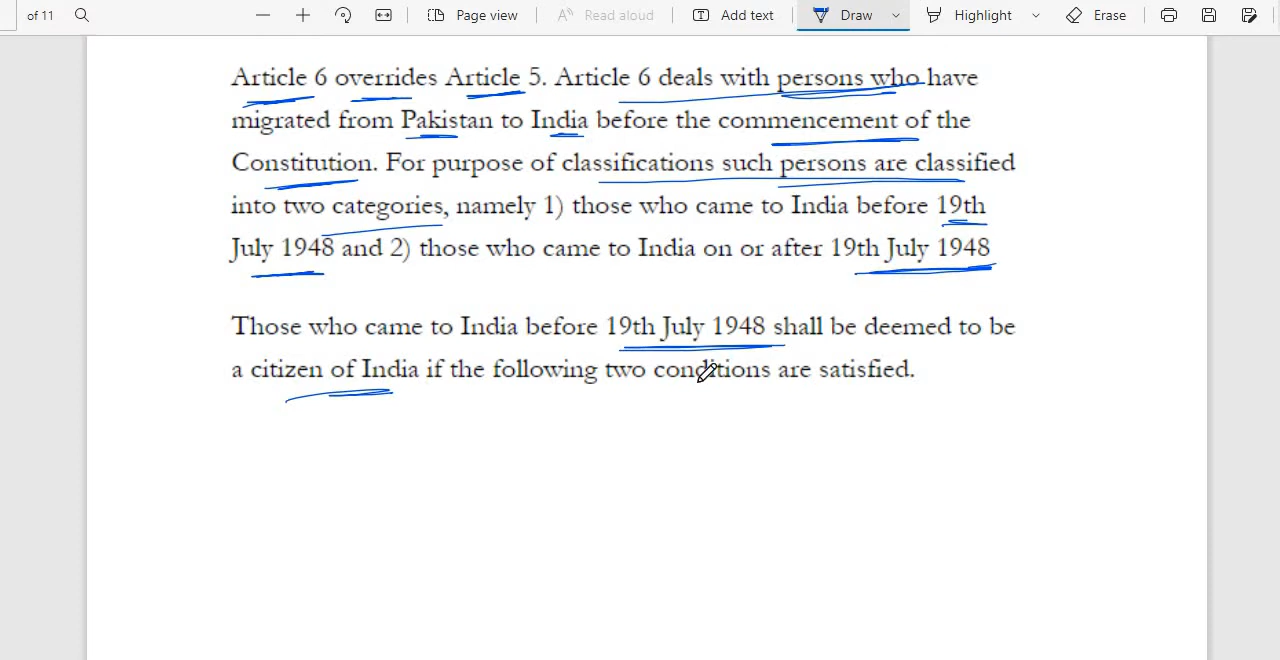 of 11 Page view Read aloud Add text Draw Highlight Erase
Article 6 overrides Article 5. Article 6 deals with persons who have
migrated from Pakistan to India before the commencement of the
Constitution. For purpose of classifications such persons are classified
into two categories, namely 1) those who came to India before 19th
July 1948 and 2) those who came to India on or after 19th July 1948
Those who came to India before 19th July 1948 shall be deemed to be
a citizen of India if the following two conditions are satisfied.